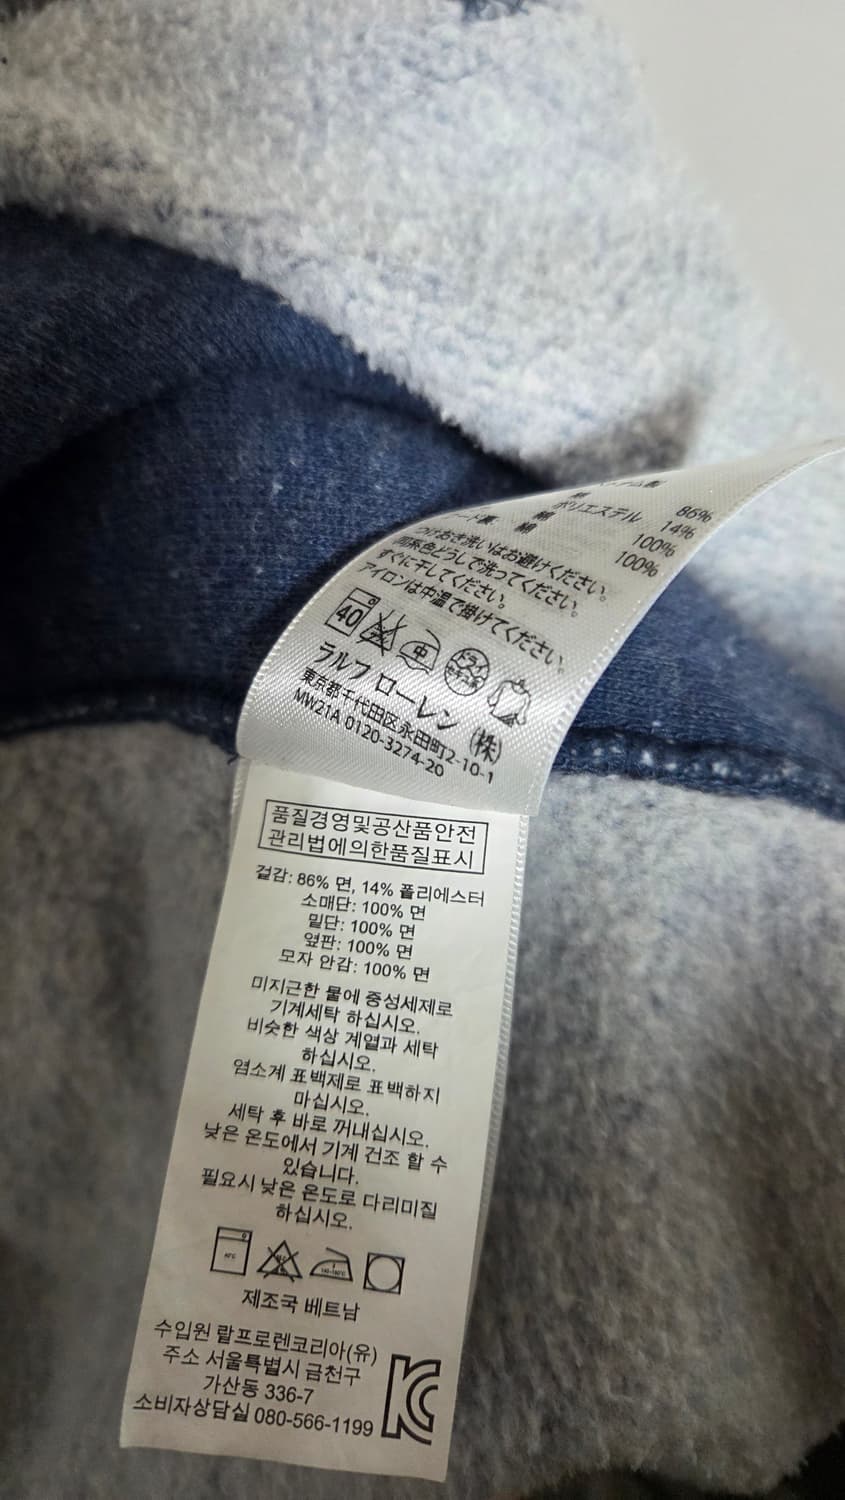 86%
ポリエステル 14%
綿 100%
綿 100%
つけおき洗いはお避けください。
同系色どうしで洗ってください。
すぐに干してください。
アイロンは中温で掛けてください。
40 中 ドライ
ラルフ ローレン (株)
東京都千代田区永田町2-10-1
MW21A 0120-3274-20
품질경영및공산품안전
관리법에의한품질표시
겉감: 86% 면, 14% 폴리에스터
소매단: 100% 면
밑단: 100% 면
옆판: 100% 면
모자 안감: 100% 면
미지근한 물에 중성세제로
기계세탁 하십시오.
비슷한 색상 계열과 세탁
하십시오.
염소계 표백제로 표백하지
마십시오.
세탁 후 바로 꺼내십시오.
낮은 온도에서 기계 건조 할 수
있습니다.
필요시 낮은 온도로 다리미질
하십시오.
제조국 베트남
수입원 랄프로렌코리아(유)
주소 서울특별시 금천구
가산동 336-7
소비자상담실 080-566-1199